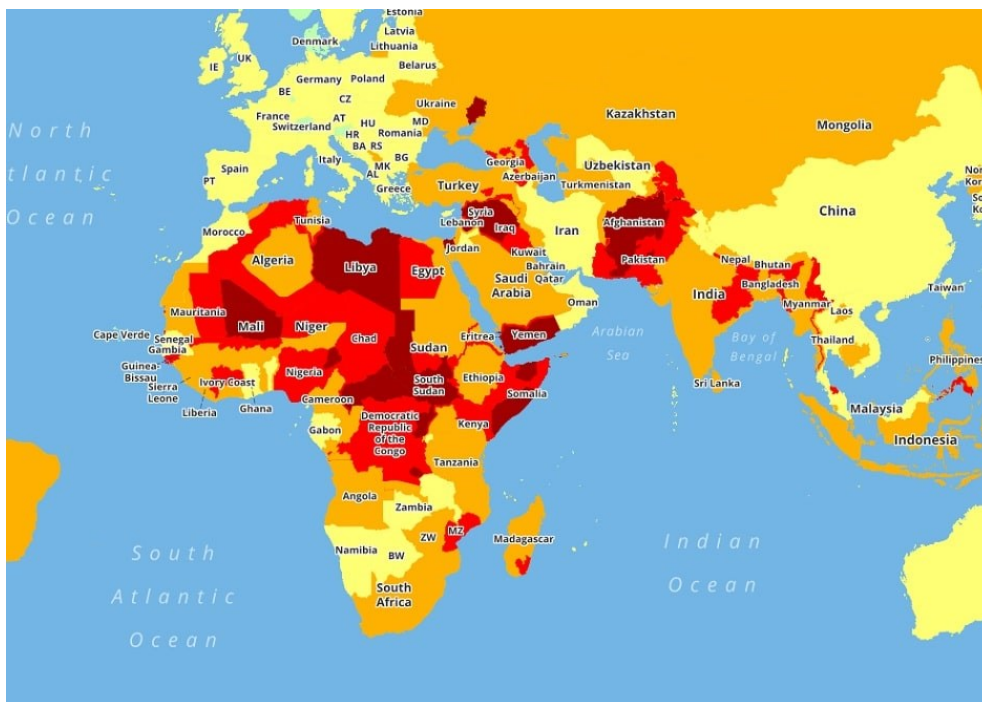 Estonia
Latvia
Lithuania
Denmark
Belarus
IE
UK
BE
Germany
Poland
CZ
Ukraine
France
Switzerland
AT
HU
MD
HR
Romania
BA
RS
MK
BG
AL
Italy
Spain
PT
Greece
Kazakhstan
Mongolia
Georgia
Azerbaijan
Uzbekistan
Turkmenistan
Turkey
North
tlantic
Ocean
Tunisia
Morocco
Algeria
Libya
Egypt
Lebanon
Syria
Iraq
Jordan
Kuwait
Iran
Afghanistan
Pakistan
China
Nor
Kor
So
Ko
Bahrain
Qatar
Saudi
Arabia
Oman
Nepal
Bhutan
India
Bangladesh
Myanmar
Laos
Taiwan
Thailand
Mauritania
Mali
Niger
Chad
Sudan
Eritrea
Yemen
Arabian
Sea
Bay of
Bengal
Philippines
Cape Verde
Senegal
Gambia
Guinea-
Bissau
Sierra
Leone
Liberia
Ivory Coast
Ghana
Nigeria
Cameroon
South
Sudan
Ethiopia
Somalia
Sri Lanka
Malaysia
Indonesia
Gabon
Democratic
Republic
of the
Congo
Kenya
Tanzania
Angola
Zambia
Namibia
BW
ZW
MZ
Madagascar
South
Africa
South
Atlantic
Ocean
Indian
Ocean